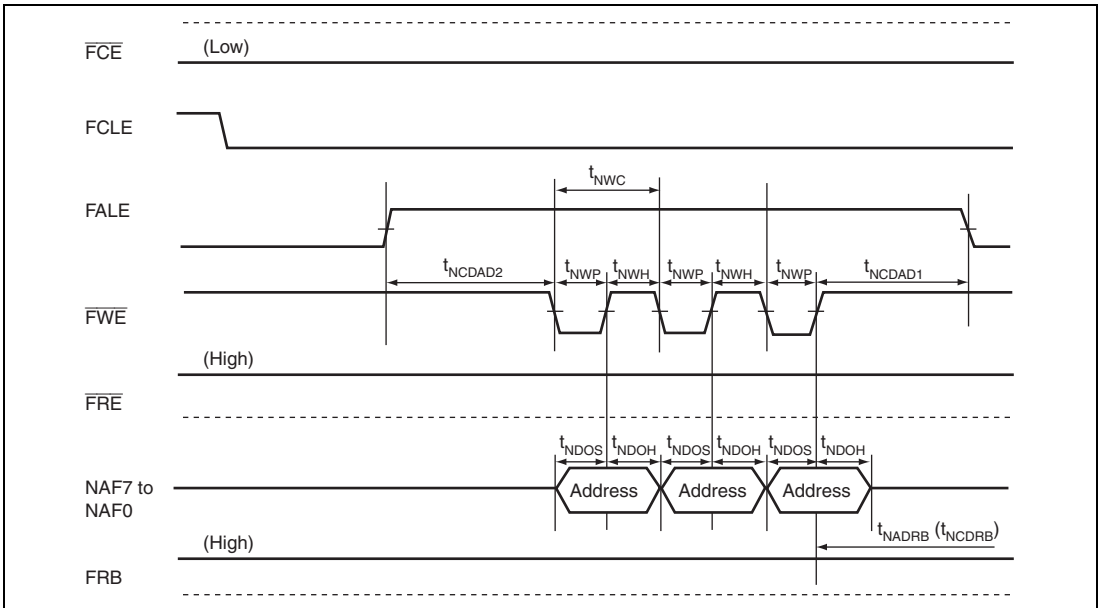 FCE
(Low)
FCLE
tNWC
FALE
tNCDAD2 tNWP tNWH tNWP tNWH tNWP tNCDAD1
FWE
(High)
FRE
tNDOS tNDOH tNDOS tNDOH tNDOS tNDOH
NAF7 to
NAF0
Address Address Address
(High)
tNADRB (tNCDRB)
FRB